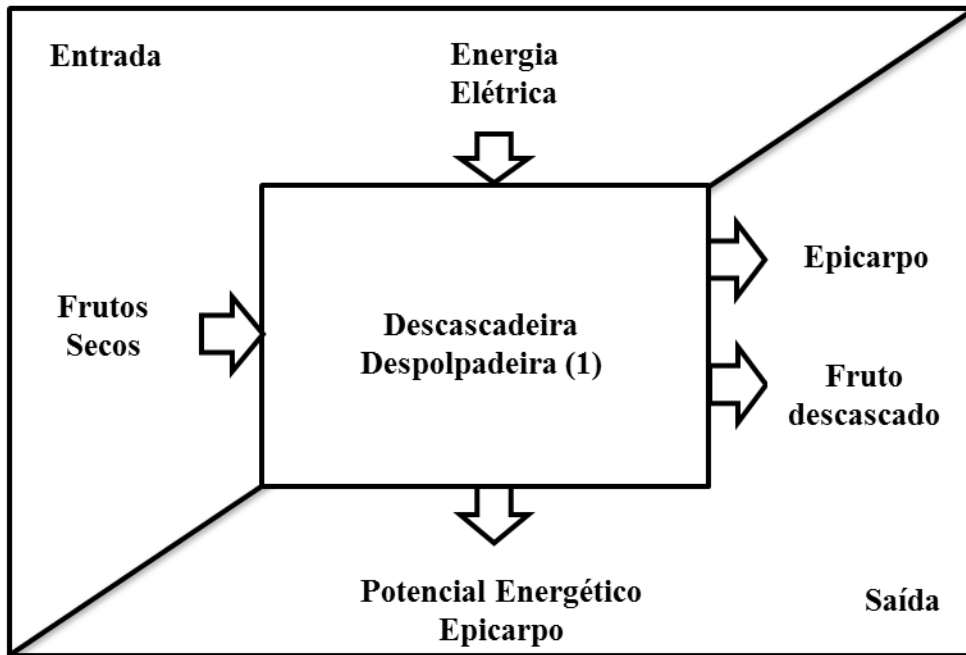 Entrada
Energia
Elétrica
Frutos
Secos
Descascadeira
Despolpadeira (1)
Epicarpo
Fruto
descascado
Potencial Energético
Epicarpo
Saída